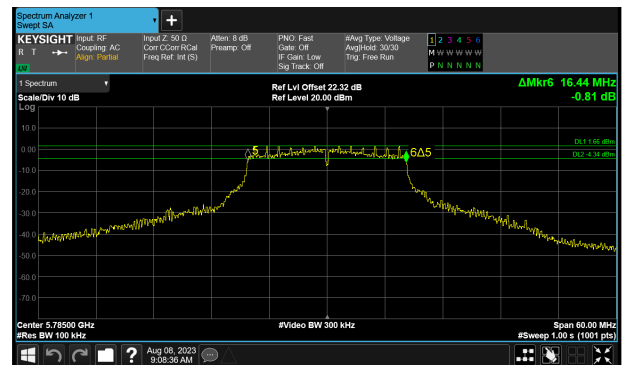 Spectrum Analyzer 1
Swept SA
KEYSIGHT Input: RF Input Z: 50 Ω Atten: 8 dB PNO: Fast #Avg Type: Voltage 1 2 3 4 5 6
R T Coupling: AC Corr CCorr RCal Preamp: Off Gate: Off Avg|Hold: 30/30 M W W W W W
Align: Partial Freq Ref: Int (S) IF Gain: Low Trig: Free Run
Sig Track: Off P N N N N N
LXI
1 Spectrum
Ref Lvl Offset 22.32 dB ΔMkr6 16.44 MHz
Scale/Div 10 dB Ref Level 20.00 dBm -0.81 dB
Log
10.0
DL1 1.66 dBm
0.00 5 6Δ5
DL2 -4.34 dBm
-10.0
-20.0
-30.0
-40.0
-50.0
-60.0
-70.0
Center 5.78500 GHz #Video BW 300 kHz Span 60.00 MHz
#Res BW 100 kHz #Sweep 1.00 s (1001 pts)
? Aug 08, 2023
9:08:36 AM